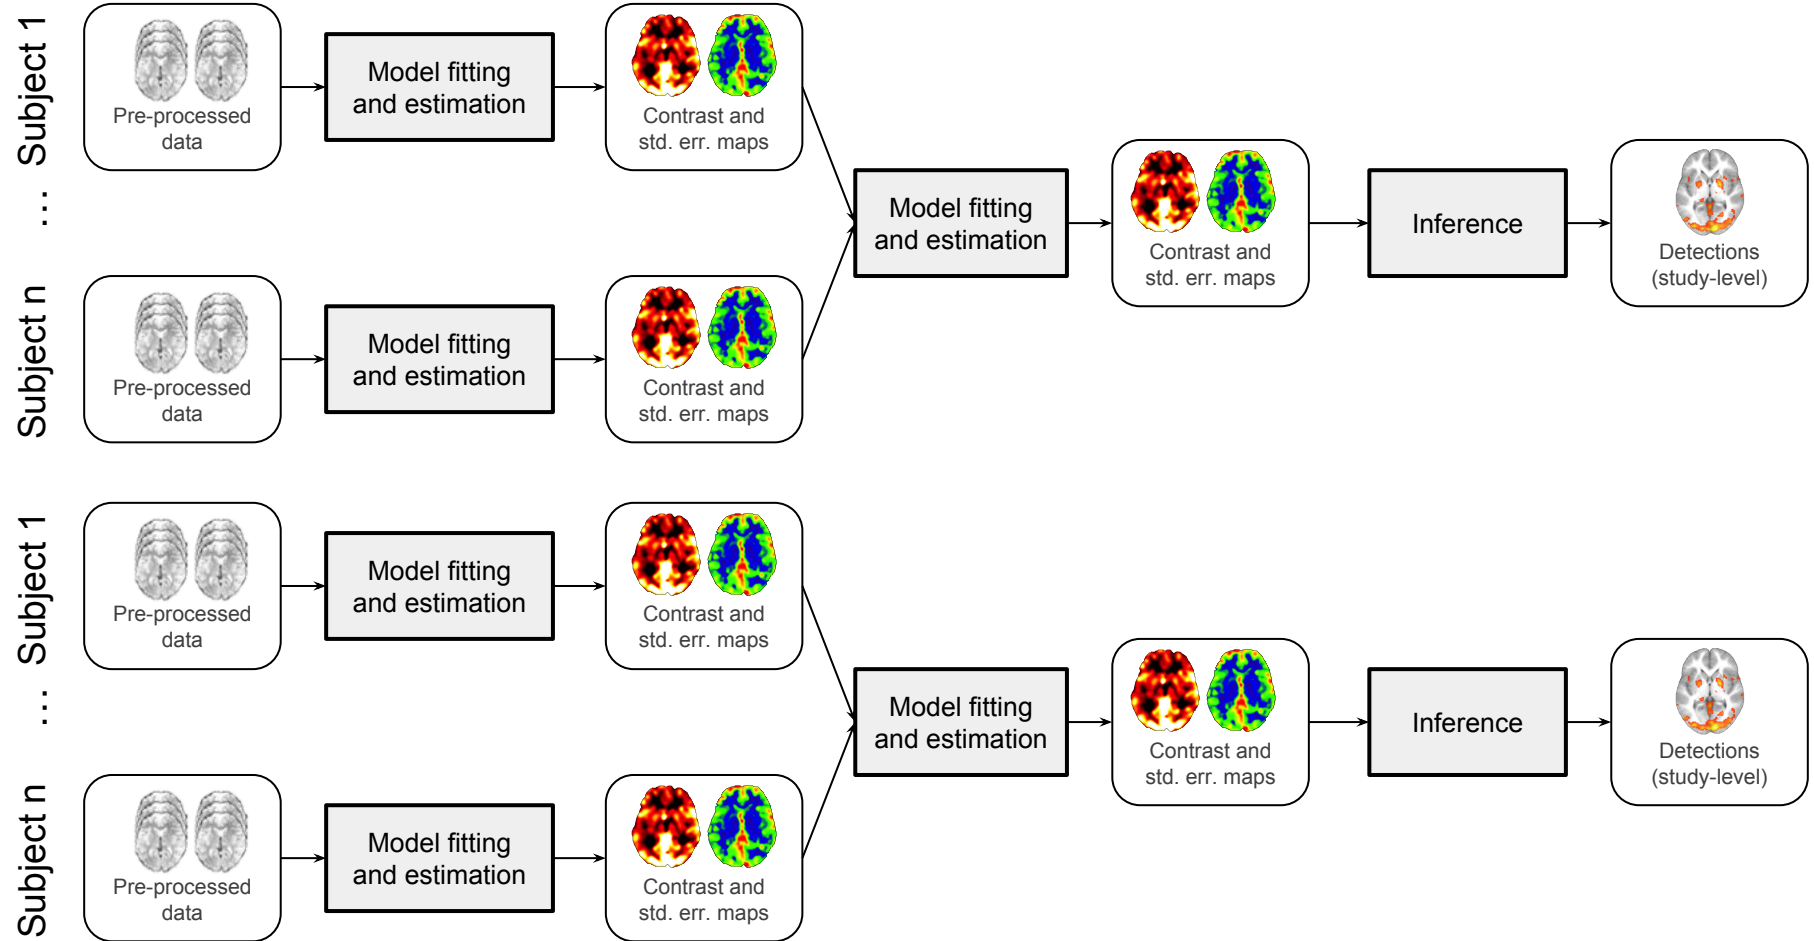 Subject 1
Pre-processed
data
Model fitting
and estimation
Contrast and
std. err. maps
...
Subject n
Pre-processed
data
Model fitting
and estimation
Contrast and
std. err. maps
Model fitting
and estimation
Contrast and
std. err. maps
Inference
Detections
(study-level)
Subject 1
Pre-processed
data
Model fitting
and estimation
Contrast and
std. err. maps
...
Subject n
Pre-processed
data
Model fitting
and estimation
Contrast and
std. err. maps
Model fitting
and estimation
Contrast and
std. err. maps
Inference
Detections
(study-level)